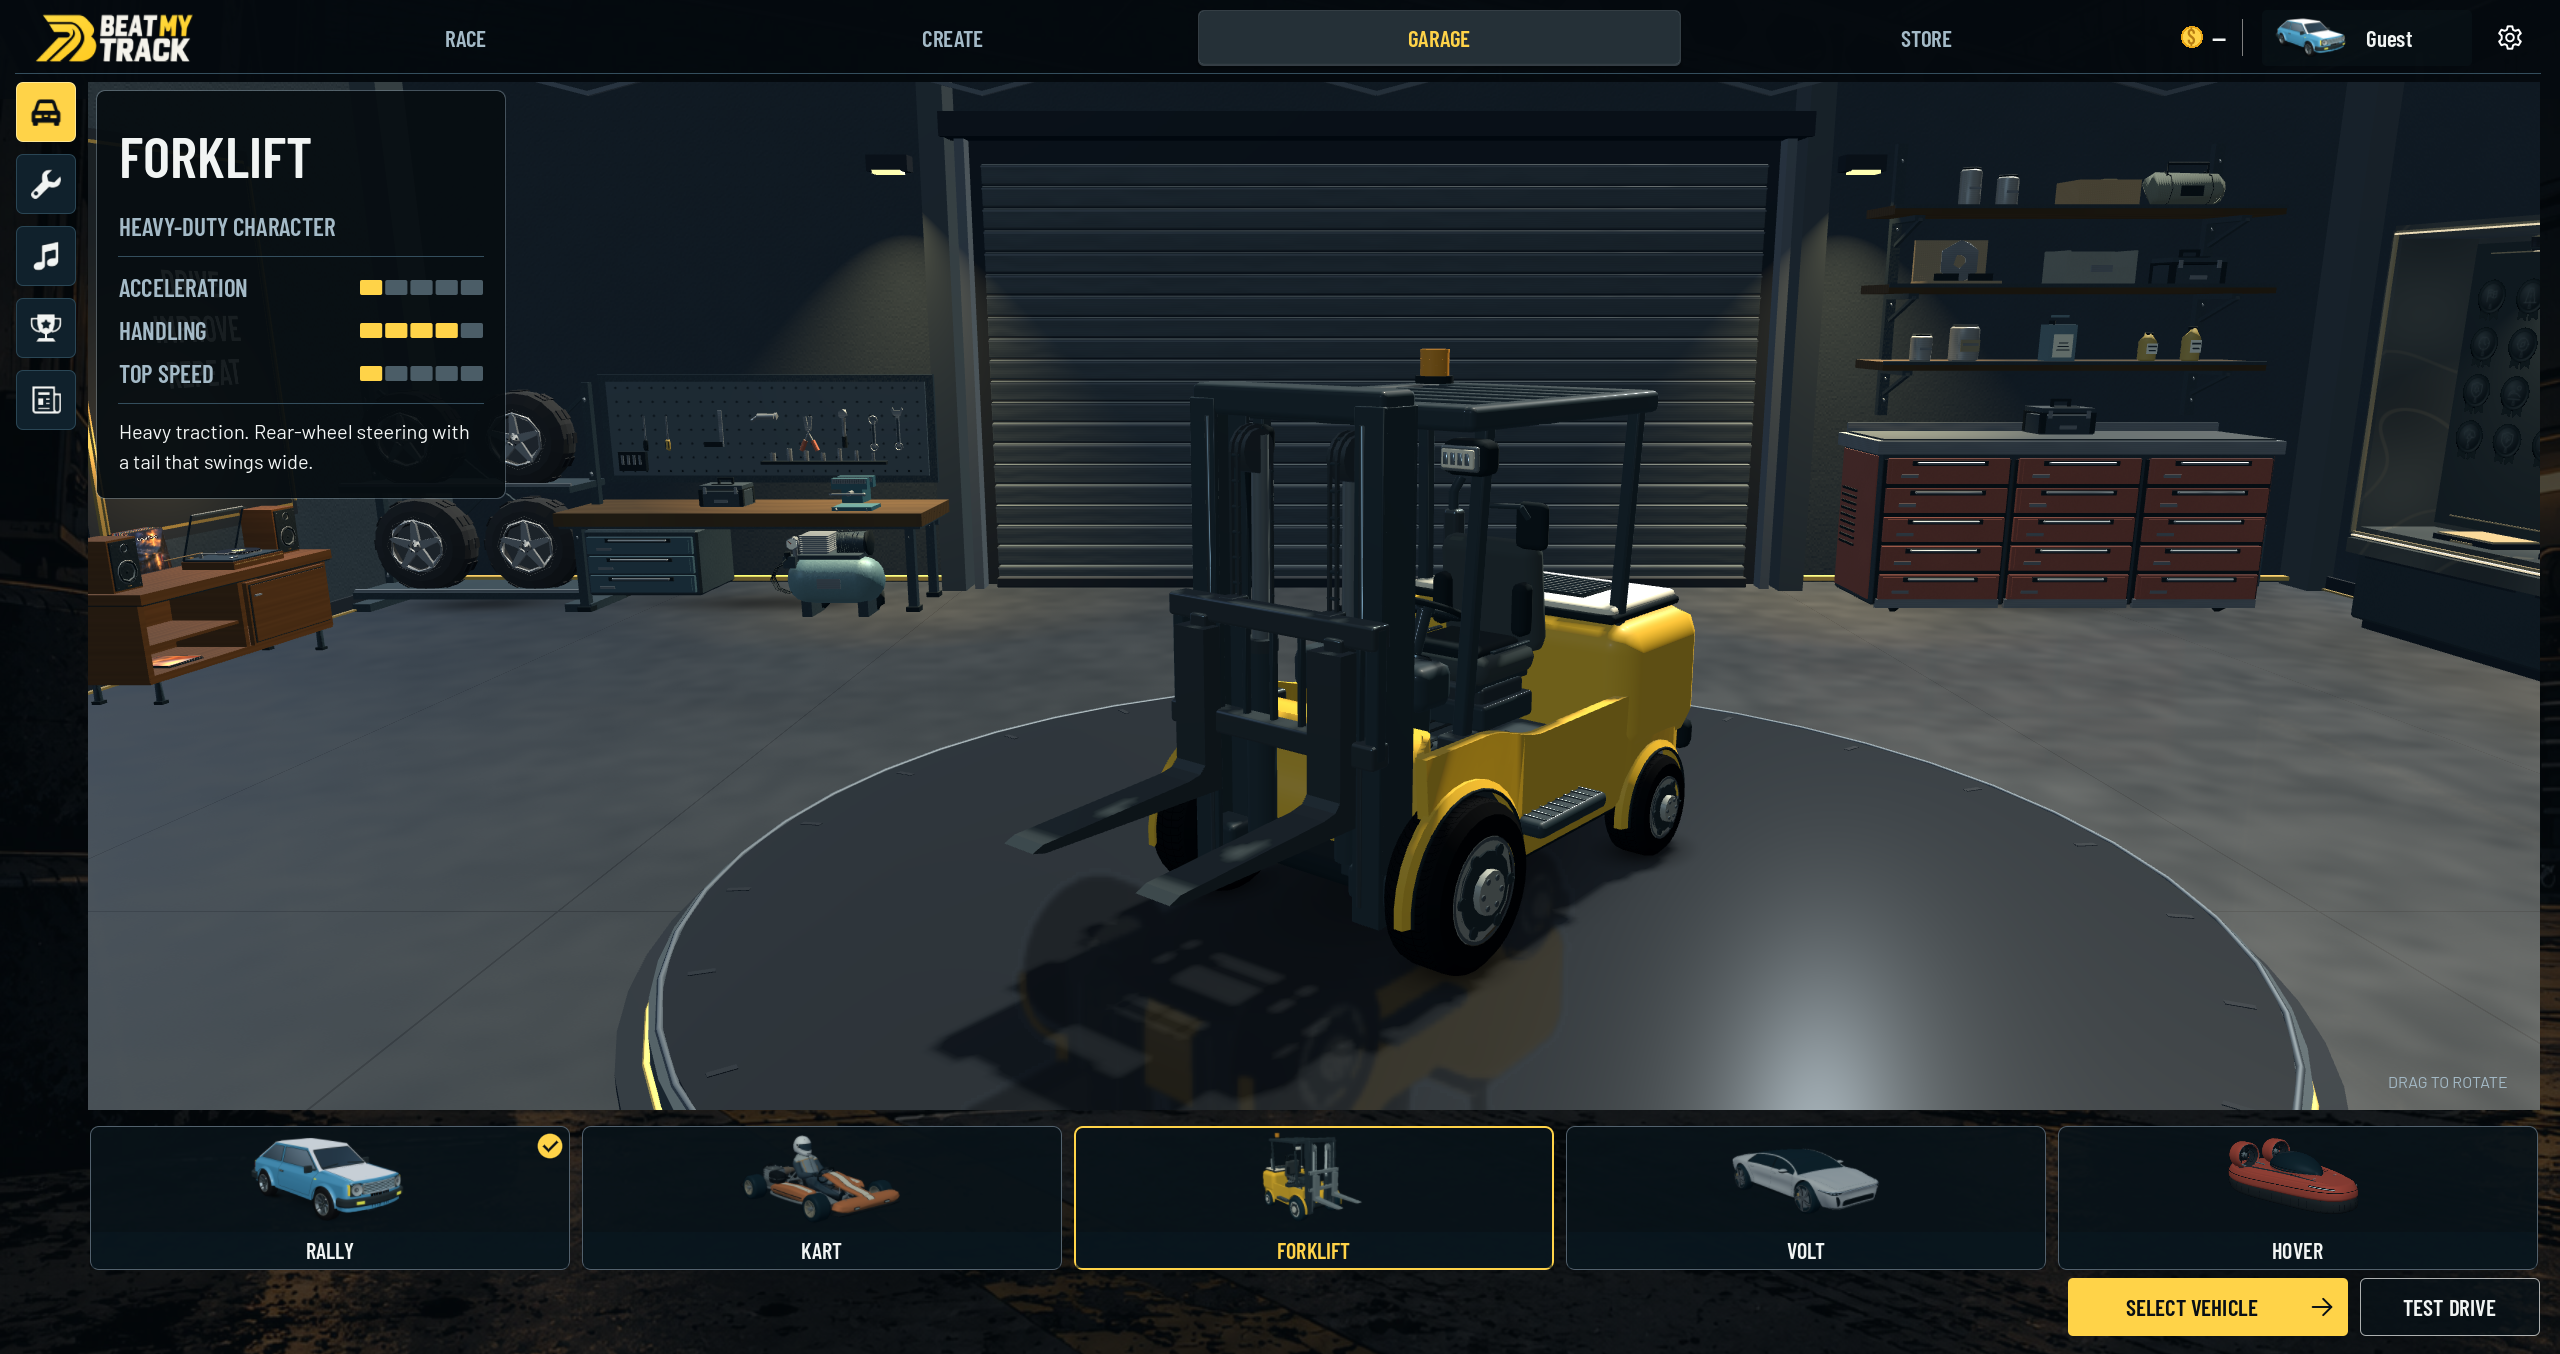 BEAT MY
TRACK
RACE
CREATE
GARAGE
STORE
$ –
Guest
FORKLIFT
HEAVY-DUTY CHARACTER
ACCELERATION
HANDLING
TOP SPEED
Heavy traction. Rear-wheel steering with
a tail that swings wide.
DRAG TO ROTATE
RALLY
KART
FORKLIFT
VOLT
HOVER
SELECT VEHICLE
TEST DRIVE